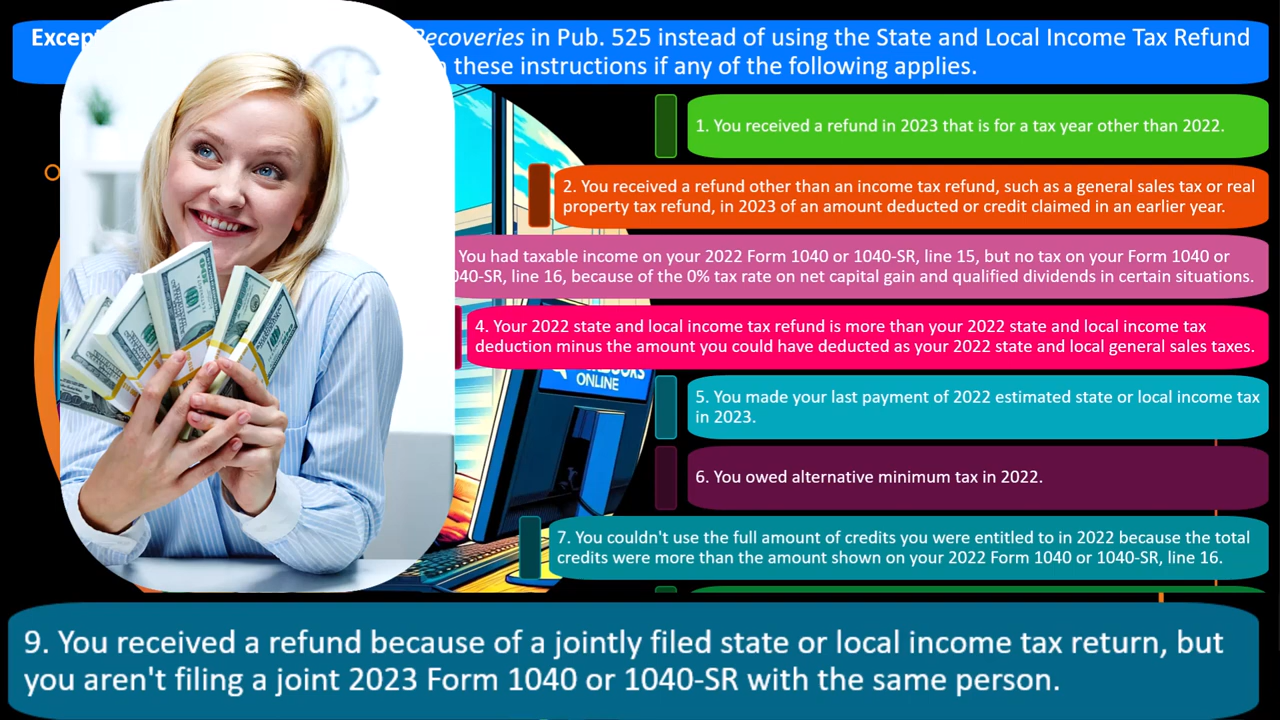 Excep
Recoveries in Pub. 525 instead of using the State and Local Income Tax Refund
these instructions if any of the following applies.
1. You received a refund in 2023 that is for a tax year other than 2022.
2. You received a refund other than an income tax refund, such as a general sales tax or real
property tax refund, in 2023 of an amount deducted or credit claimed in an earlier year.
You had taxable income on your 2022 Form 1040 or 1040-SR, line 15, but no tax on your Form 1040 or
040-SR, line 16, because of the 0% tax rate on net capital gain and qualified dividends in certain situations.
4. Your 2022 state and local income tax refund is more than your 2022 state and local income tax
deduction minus the amount you could have deducted as your 2022 state and local general sales taxes.
ONLINE
5. You made your last payment of 2022 estimated state or local income tax
in 2023.
6. You owed alternative minimum tax in 2022.
7. You couldn't use the full amount of credits you were entitled to in 2022 because the total
credits were more than the amount shown on your 2022 Form 1040 or 1040-SR, line 16.
9. You received a refund because of a jointly filed state or local income tax return, but
you aren't filing a joint 2023 Form 1040 or 1040-SR with the same person.